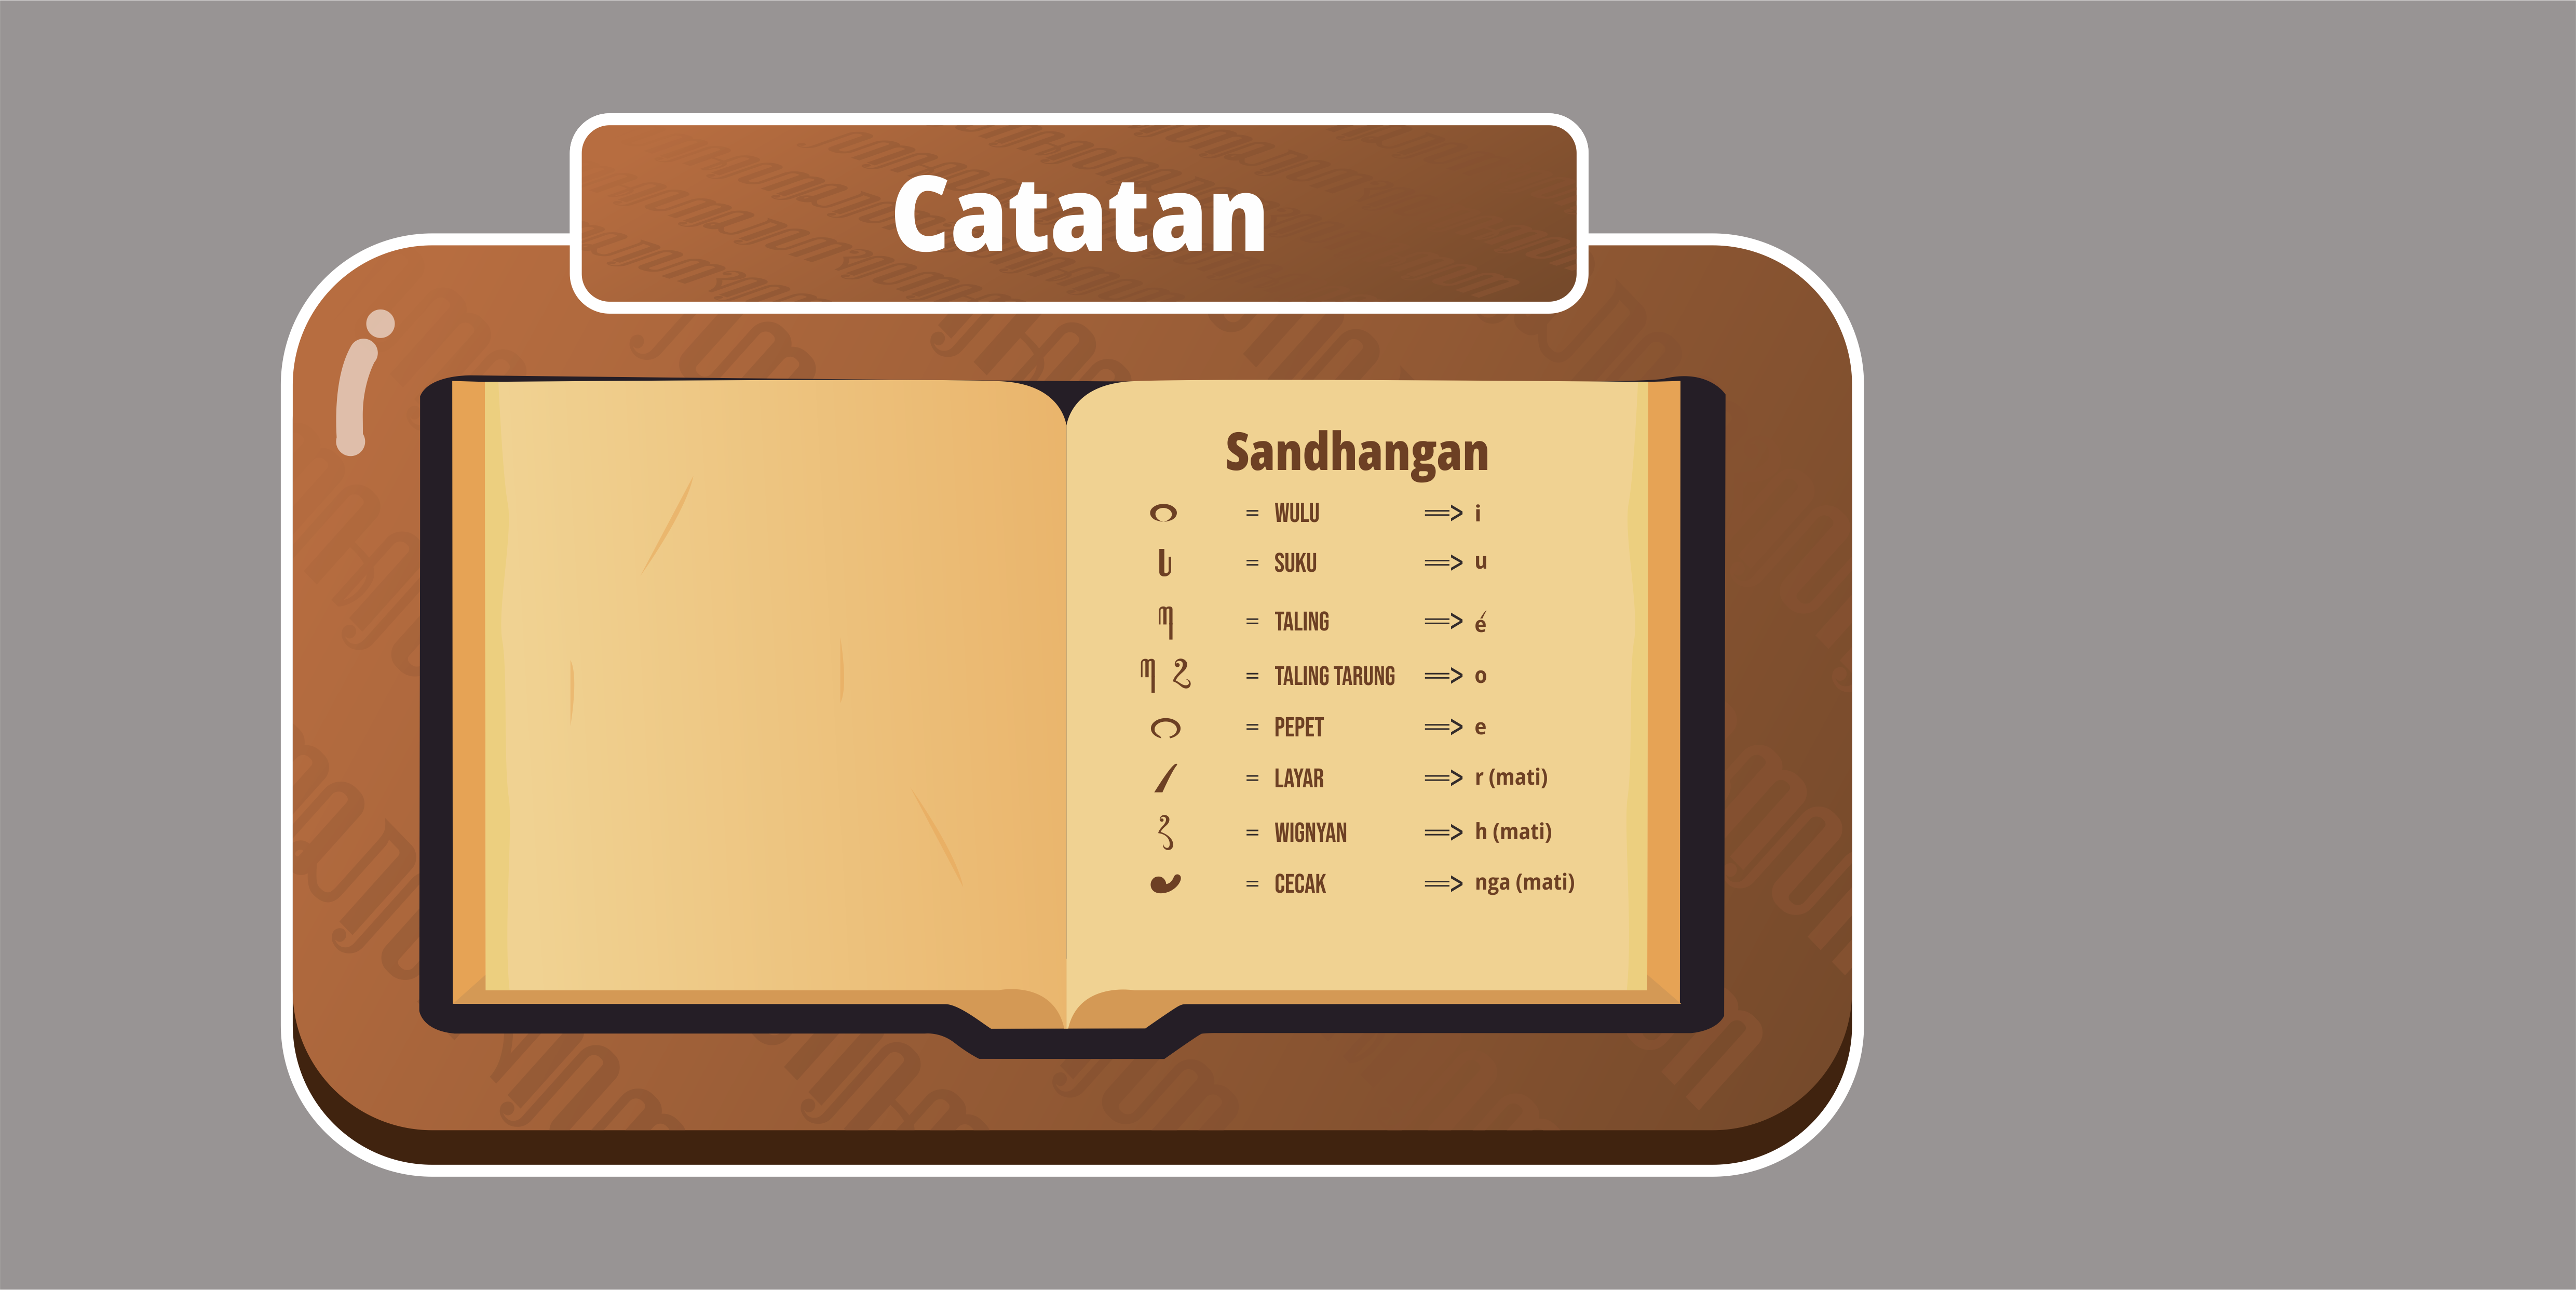 Catatan
Sandhangan
ꦶ = WULU ==> i
ꦸ = SUKU ==> u
ꦺ = TALING ==> é
ꦺ ꦴ = TALING TARUNG ==> o
ꦼ = PEPET ==> e
ꦂ = LAYAR ==> r (mati)
ꦃ = WIGNYAN ==> h (mati)
ꦁ = CECAK ==> nga (mati)